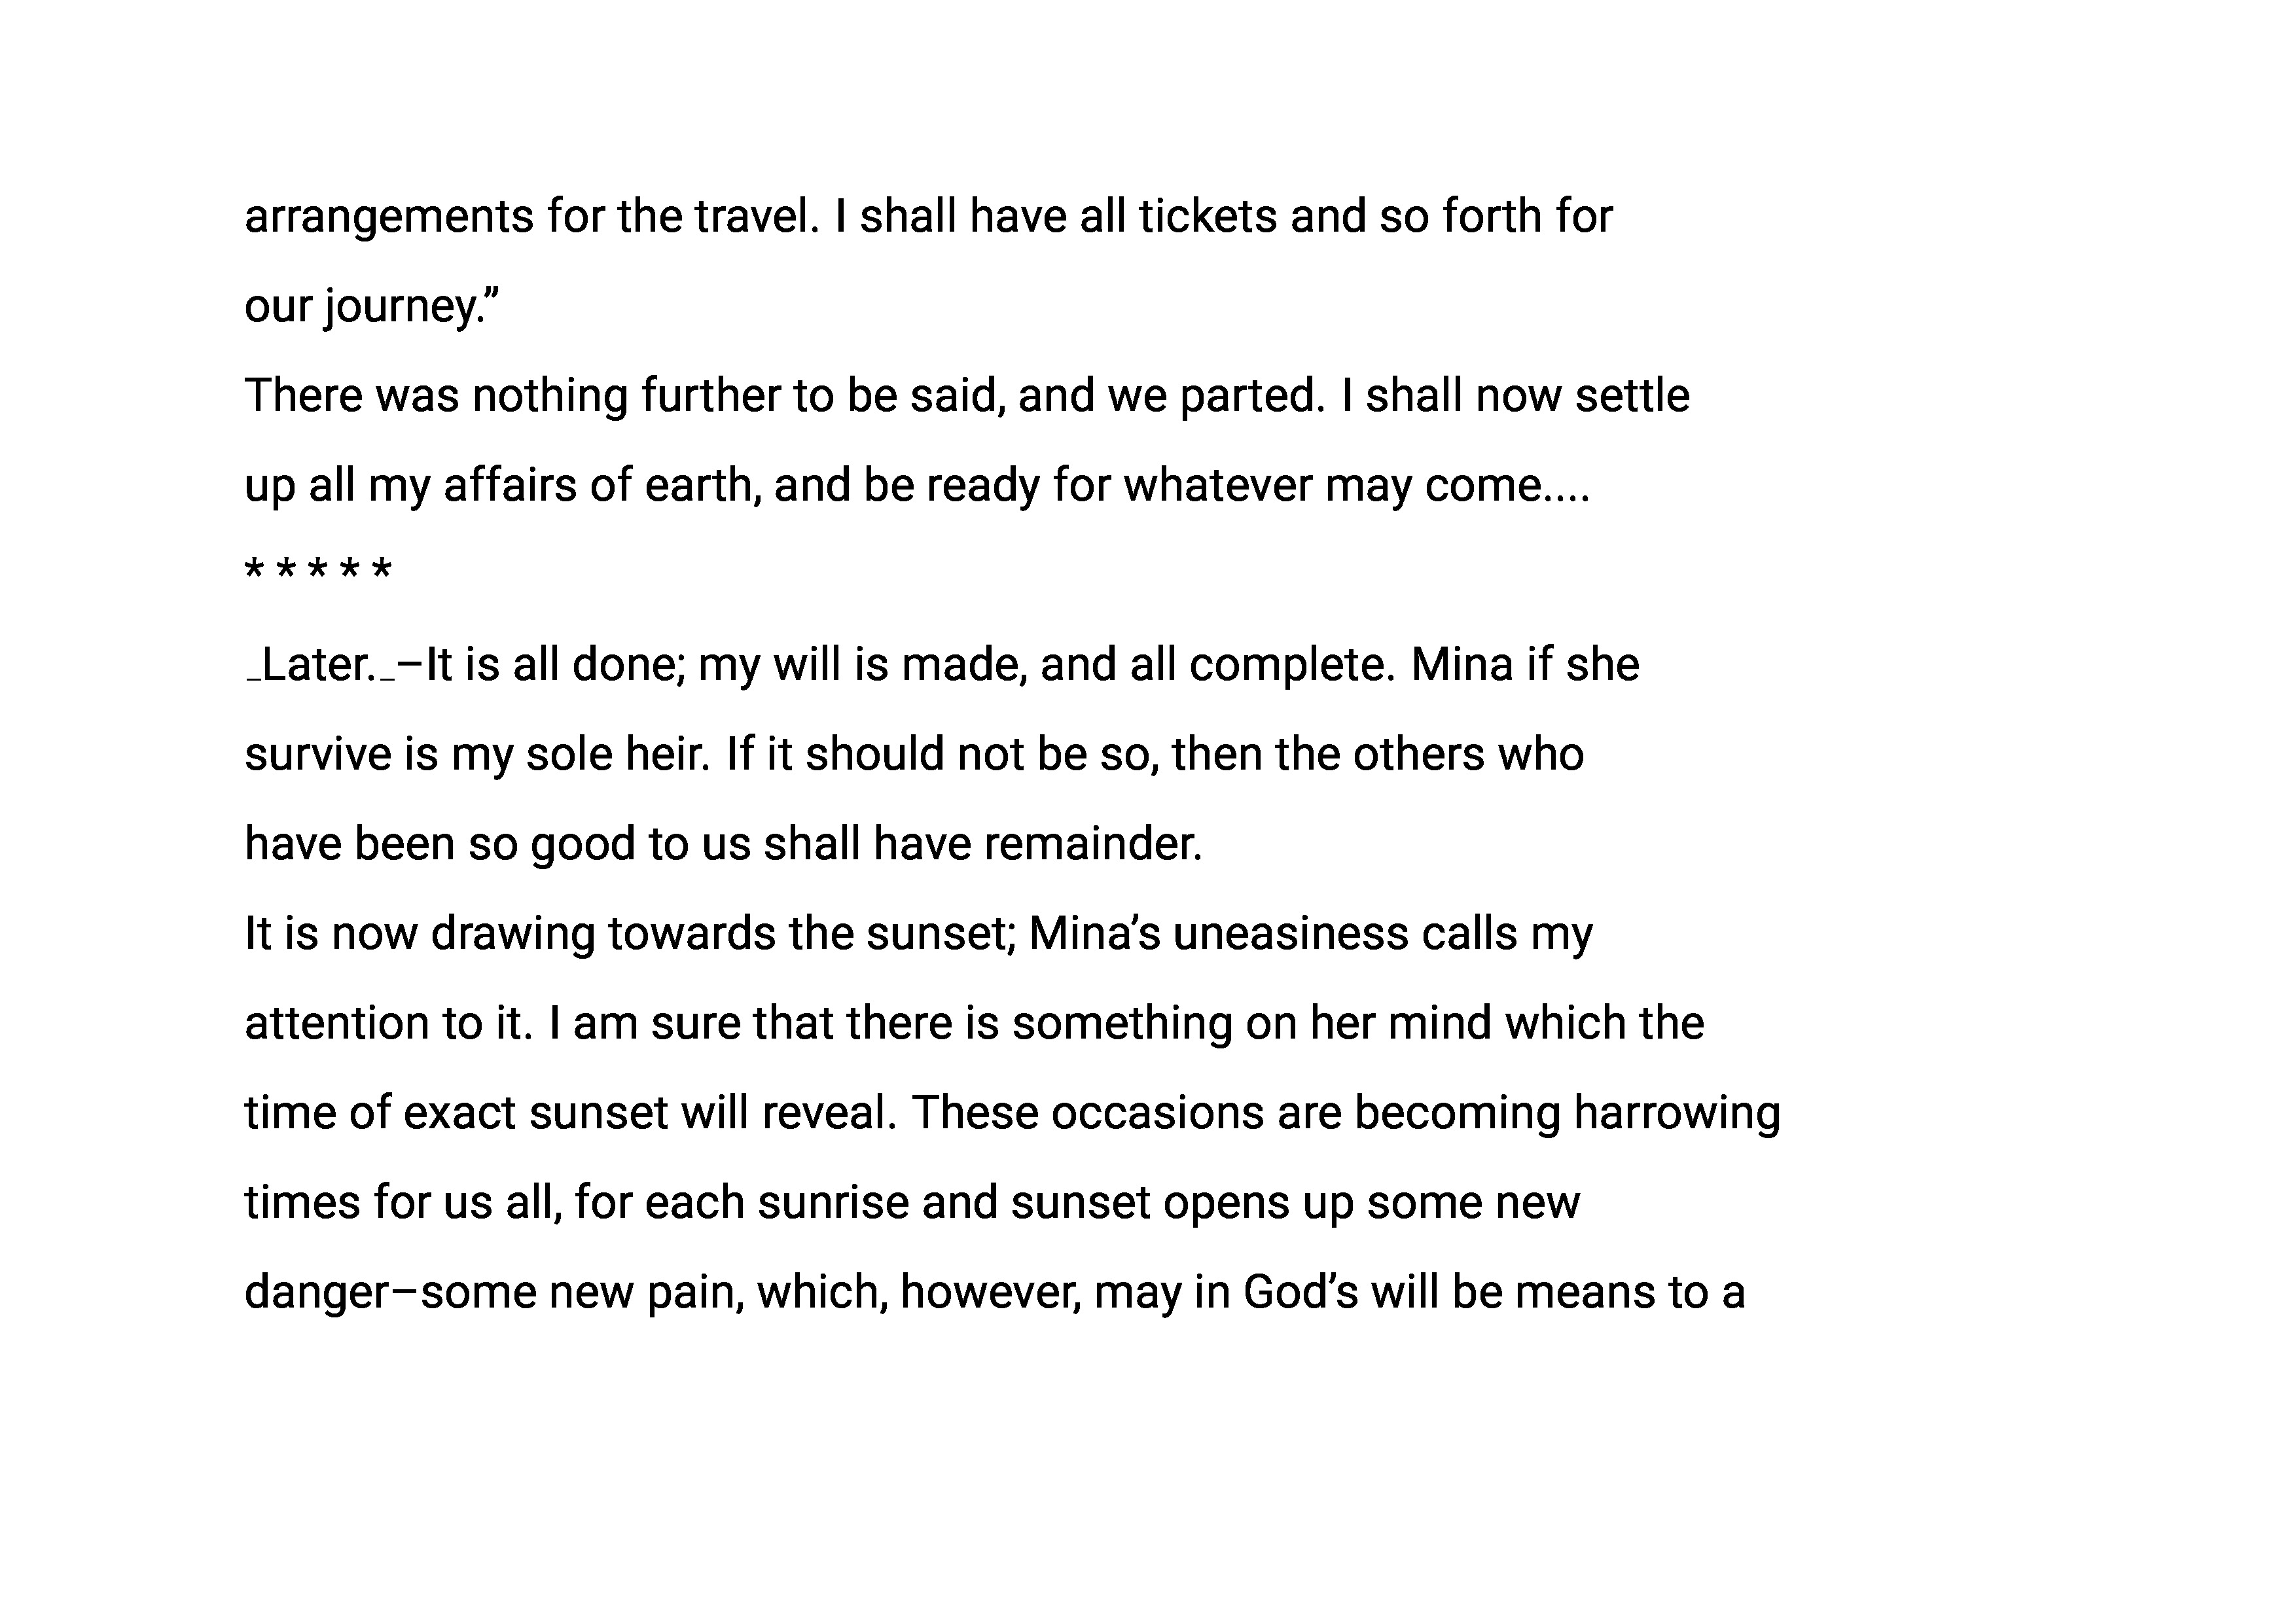 arrangements for the travel. I shall have all tickets and so forth for
our journey.”
There was nothing further to be said, and we parted. I shall now settle
up all my affairs of earth, and be ready for whatever may come....
* * * * *
_Later._–It is all done; my will is made, and all complete. Mina if she
survive is my sole heir. If it should not be so, then the others who
have been so good to us shall have remainder.
It is now drawing towards the sunset; Mina’s uneasiness calls my
attention to it. I am sure that there is something on her mind which the
time of exact sunset will reveal. These occasions are becoming harrowing
times for us all, for each sunrise and sunset opens up some new
danger–some new pain, which, however, may in God’s will be means to a